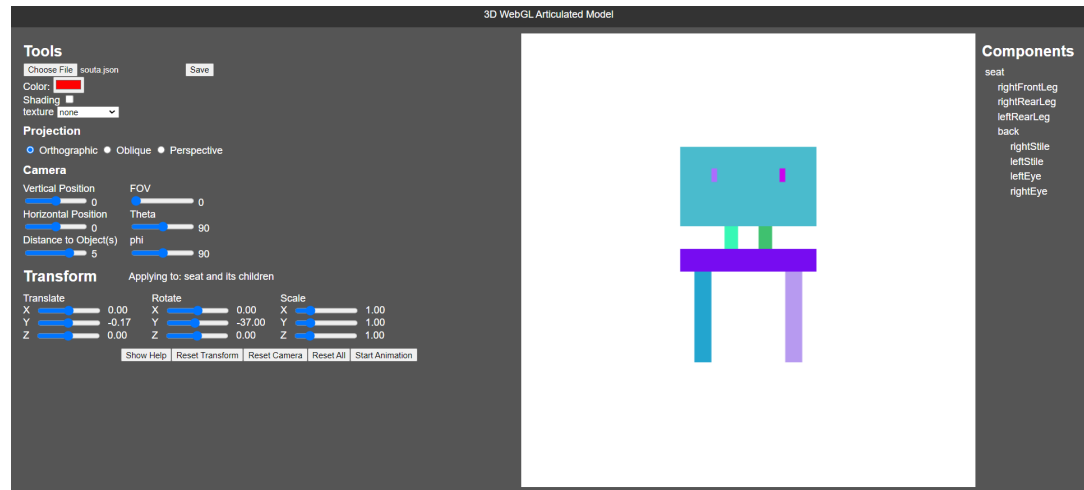 3D WebGL Articulated Model
Tools
Choose File souta.json Save
Color:
Shading
texture none
Projection
Orthographic Oblique Perspective
Camera
Vertical Position FOV
0 0
Horizontal Position Theta
0 90
Distance to Object(s) phi
5 90
Transform Applying to: seat and its children
Translate Rotate Scale
X 0.00 X 0.00 X 1.00
Y -0.17 Y -37.00 Y 1.00
Z 0.00 Z 0.00 Z 1.00
Show Help Reset Transform Reset Camera Reset All Start Animation
Components
seat
rightFrontLeg
rightRearLeg
leftRearLeg
back
rightStile
leftStile
leftEye
rightEye